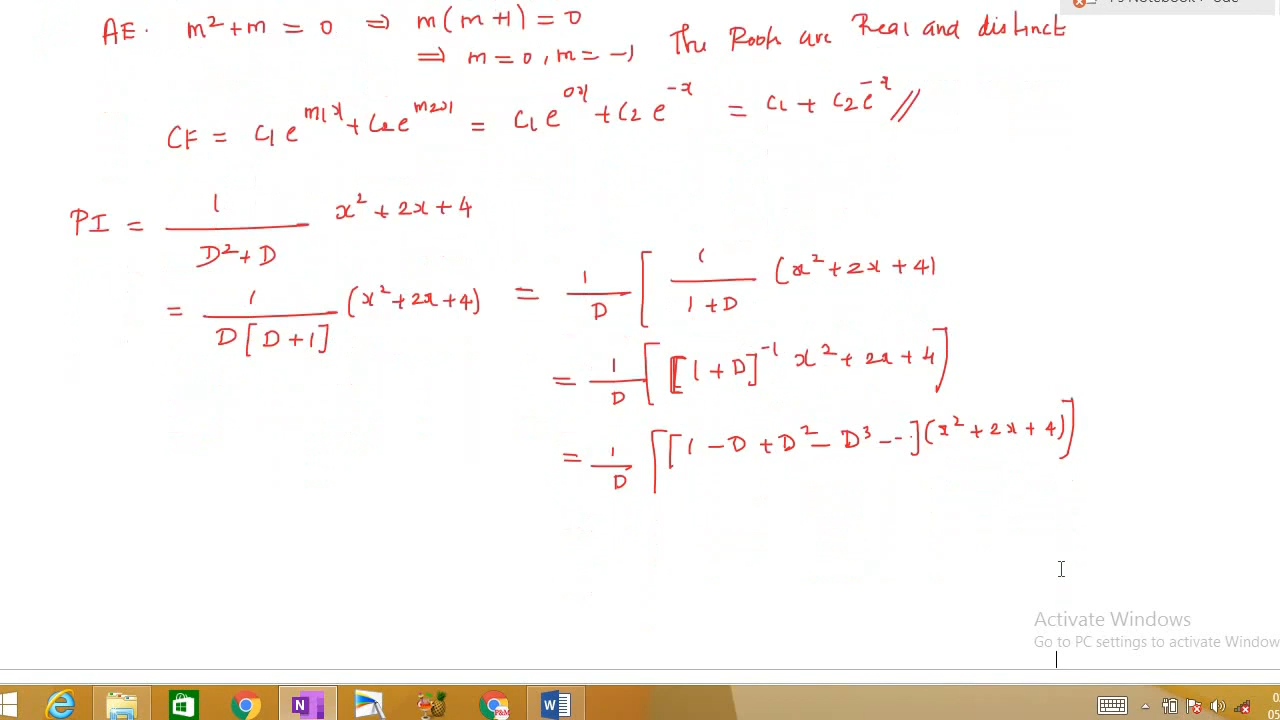 AE. m² + m = 0 ⇒ m(m+1) = 0
⇒ m = 0, m = -1 The Roots are Real and distinct
CF = C₁e^{m₁x} + C₂e^{m₂x} = C₁e^{0x} + C₂e^{-x} = C₁ + C₂e^{-x} //
PI = 1/(D² + D) x² + 2x + 4
= 1/(D[D+1]) (x² + 2x + 4) = 1/D [ 1/(1+D) (x² + 2x + 4)
= 1/D [[1+D]^{-1} x² + 2x + 4]
= 1/D [[1 - D + D² - D³ --·](x² + 2x + 4)]
Activate Windows
Go to PC settings to activate Window